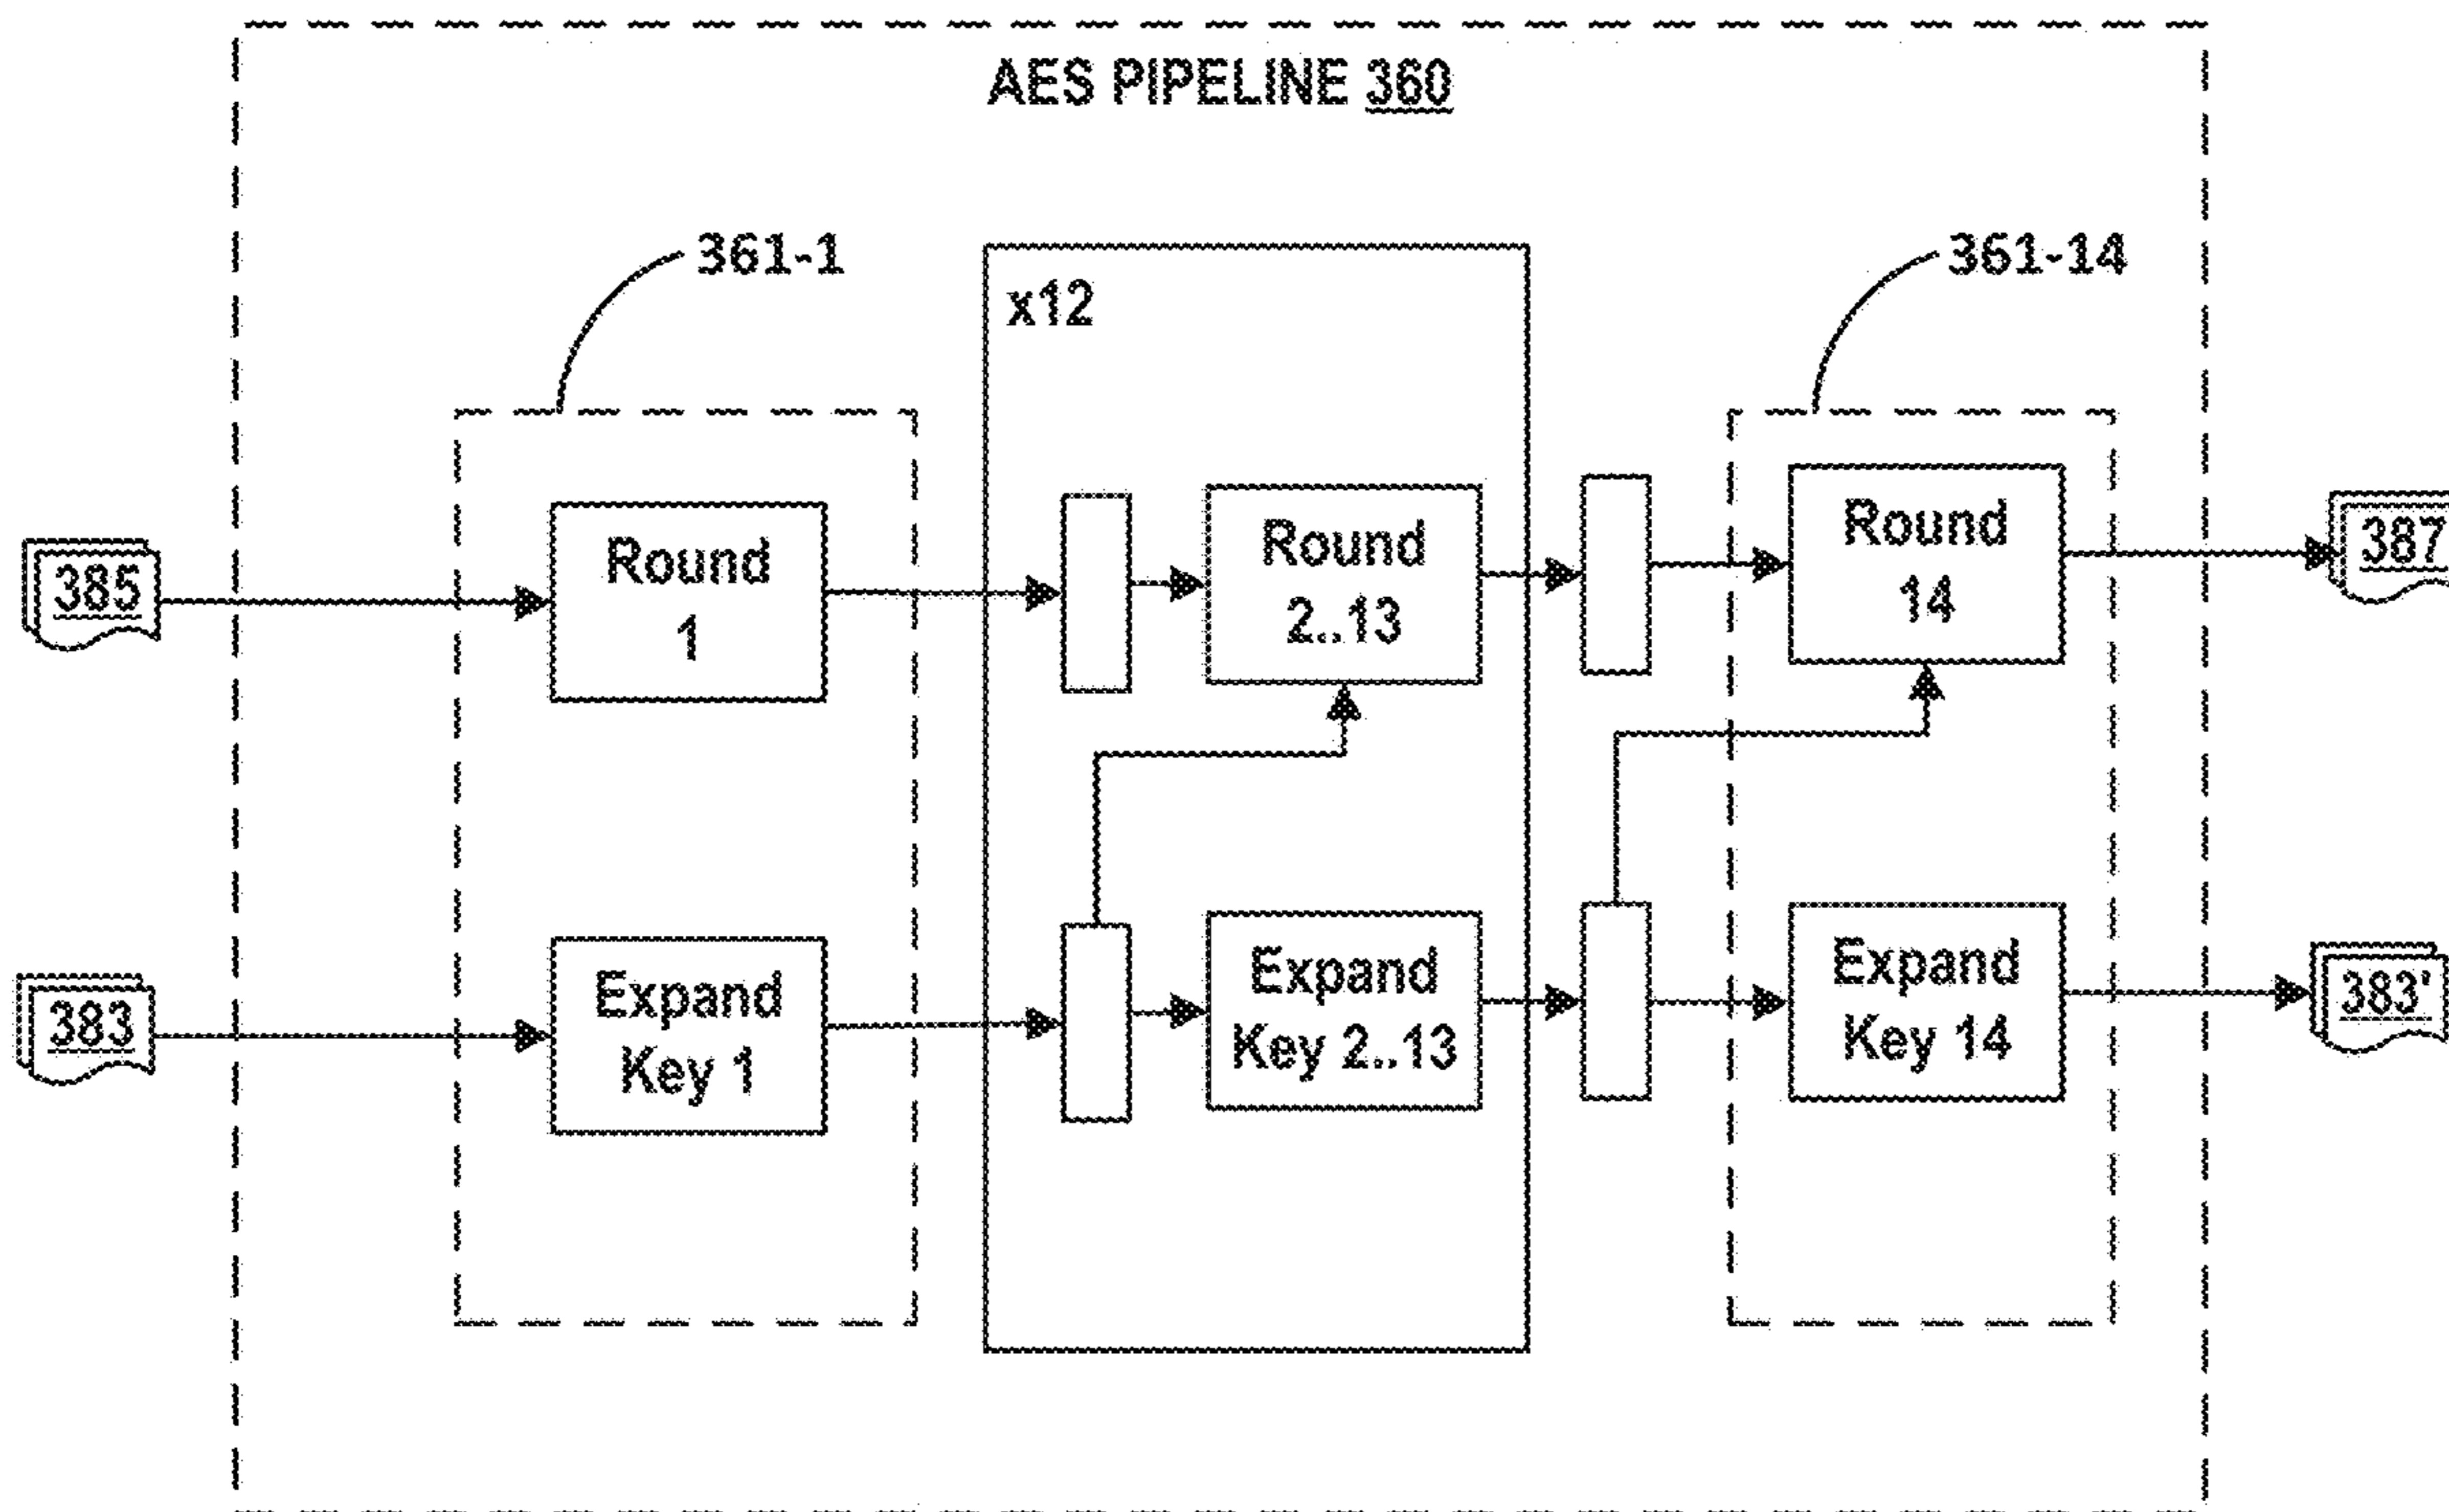 AES PIPELINE 360
361-1
361-14
x12
Round
1
Round
2..13
Round
14
385
387
Expand
Key 1
Expand
Key 2..13
Expand
Key 14
383
383'